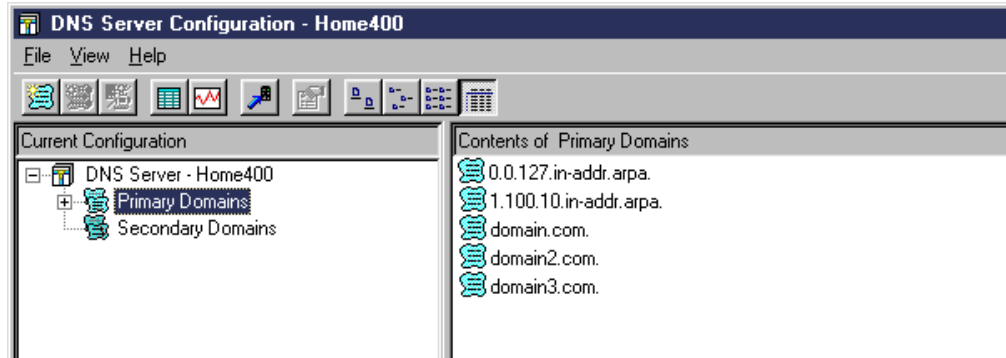 DNS Server Configuration - Home400
File View Help
Current Configuration
DNS Server - Home400
Primary Domains
Secondary Domains
Contents of Primary Domains
0.0.127.in-addr.arpa.
1.100.10.in-addr.arpa.
domain.com.
domain2.com.
domain3.com.